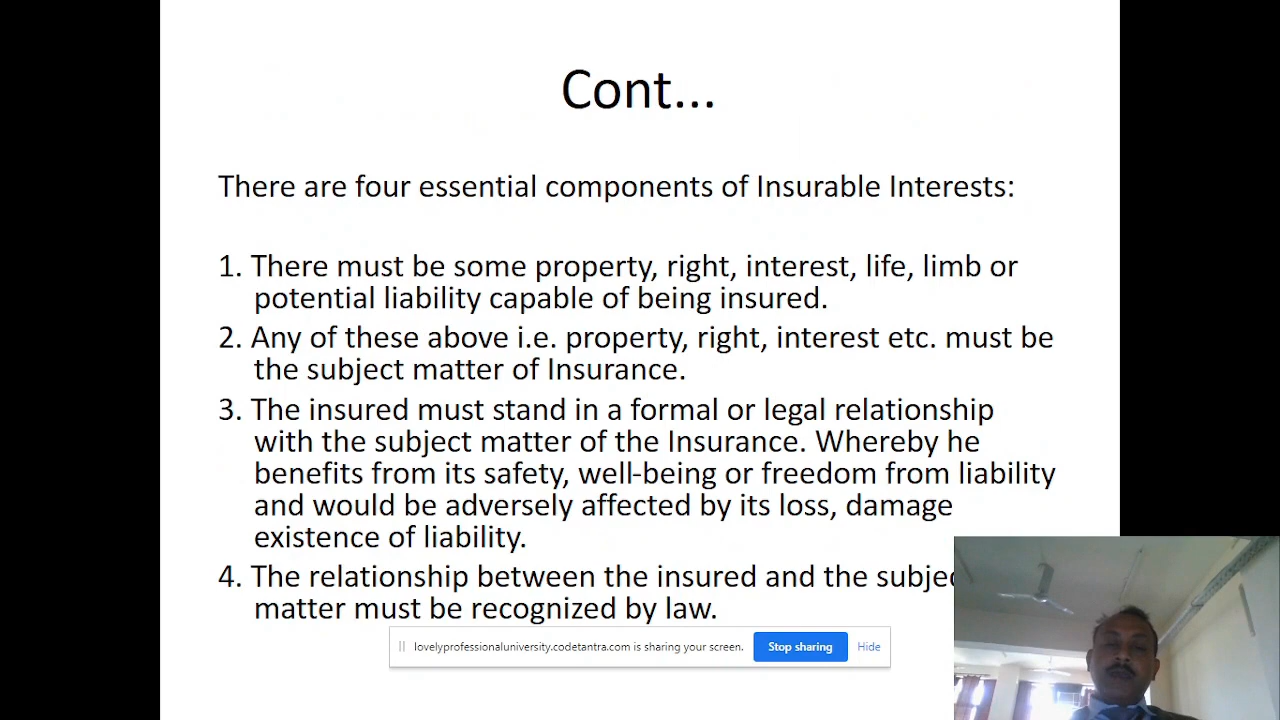 Cont...
There are four essential components of Insurable Interests:
1. There must be some property, right, interest, life, limb or
potential liability capable of being insured.
2. Any of these above i.e. property, right, interest etc. must be
the subject matter of Insurance.
3. The insured must stand in a formal or legal relationship
with the subject matter of the Insurance. Whereby he
benefits from its safety, well-being or freedom from liability
and would be adversely affected by its loss, damage
existence of liability.
4. The relationship between the insured and the
matter must be recognized by law.
lovelyprofessionaluniversity.codetantra.com is sharing your screen. Stop sharing Hide